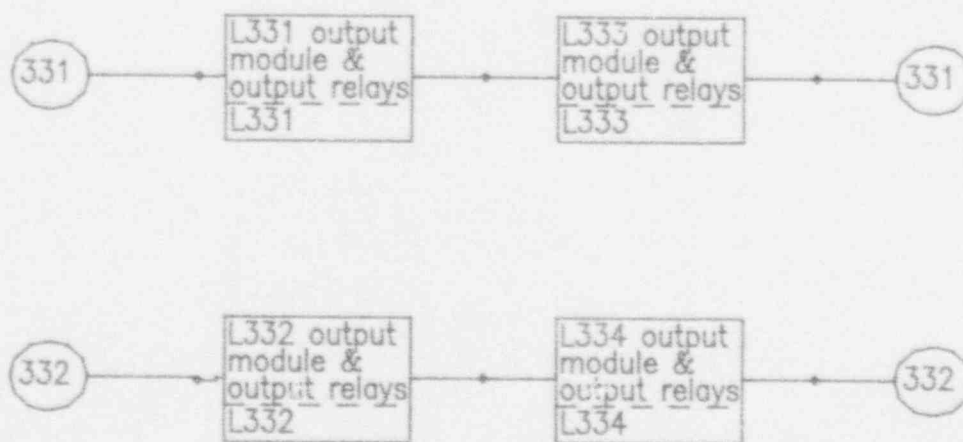 331
L331 output
module &
output relays
L331
L333 output
module &
output relays
L333
331
332
L332 output
module &
output relays
L332
L334 output
module &
output relays
L334
332